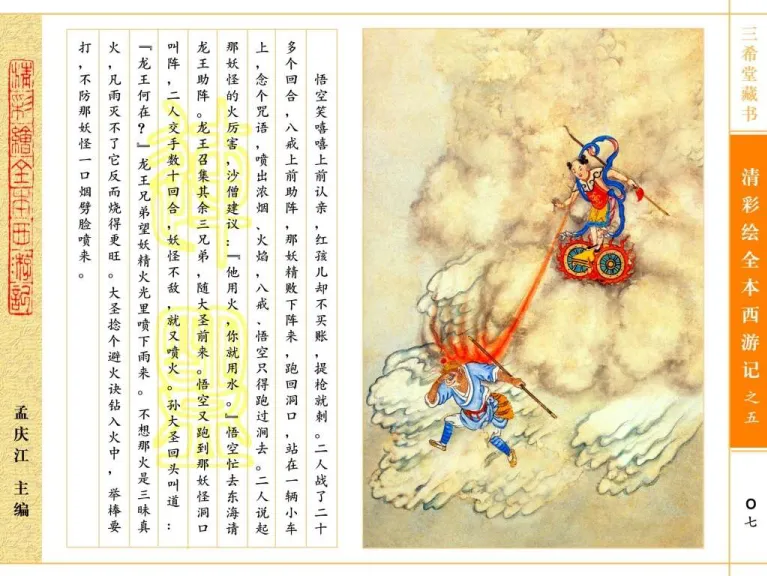 三希堂藏书
清彩绘全本西游记之五
〇七
悟空笑嘻嘻上前认亲，红孩儿却不买账，提枪就刺。二人战了二十
多个回合，八戒上前助阵，那妖精败下阵来，跑回洞口，站在一辆小车
上，念个咒语，喷出浓烟、火焰，八戒、悟空只得跑过涧去。二人说起
那妖怪的火厉害，沙僧建议：『他用火，你就用水。』悟空忙去东海请
龙王助阵。龙王召集其余三兄弟，随大圣前来。悟空又跑到那妖怪洞口
叫阵，二人交手数十回合，妖怪不敌，就又喷火。孙大圣回头叫道：
『龙王何在？』龙王兄弟望妖精火光里喷下雨来。不想那火是三昧真
火，凡雨灭不了它反而烧得更旺。大圣捻个避火诀钻入火中，举棒要
打，不防那妖怪一口烟劈脸喷来。
清彩繪全本西游記
孟庆江 主编